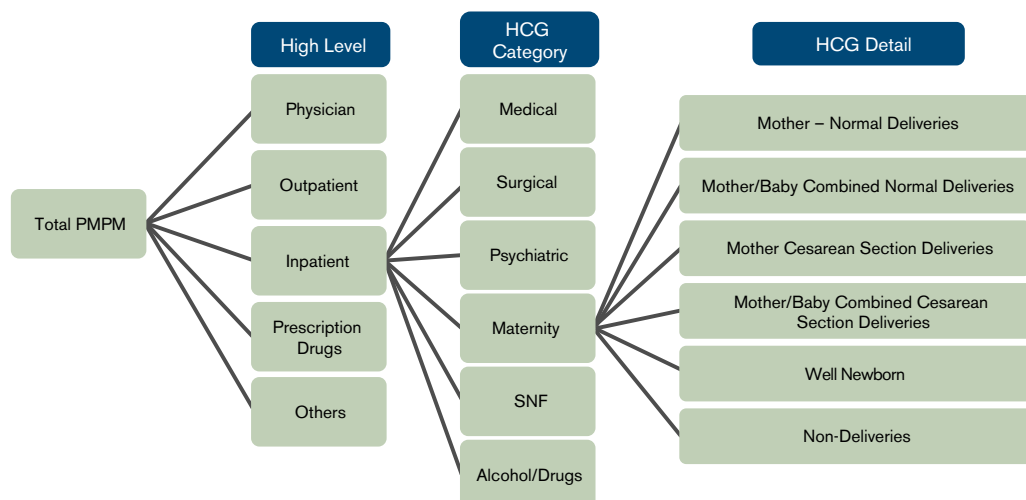 High Level
HCG
Category
HCG Detail
Total PMPM
Physician
Outpatient
Inpatient
Prescription
Drugs
Others
Medical
Surgical
Psychiatric
Maternity
SNF
Alcohol/Drugs
Mother – Normal Deliveries
Mother/Baby Combined Normal Deliveries
Mother Cesarean Section Deliveries
Mother/Baby Combined Cesarean
Section Deliveries
Well Newborn
Non-Deliveries